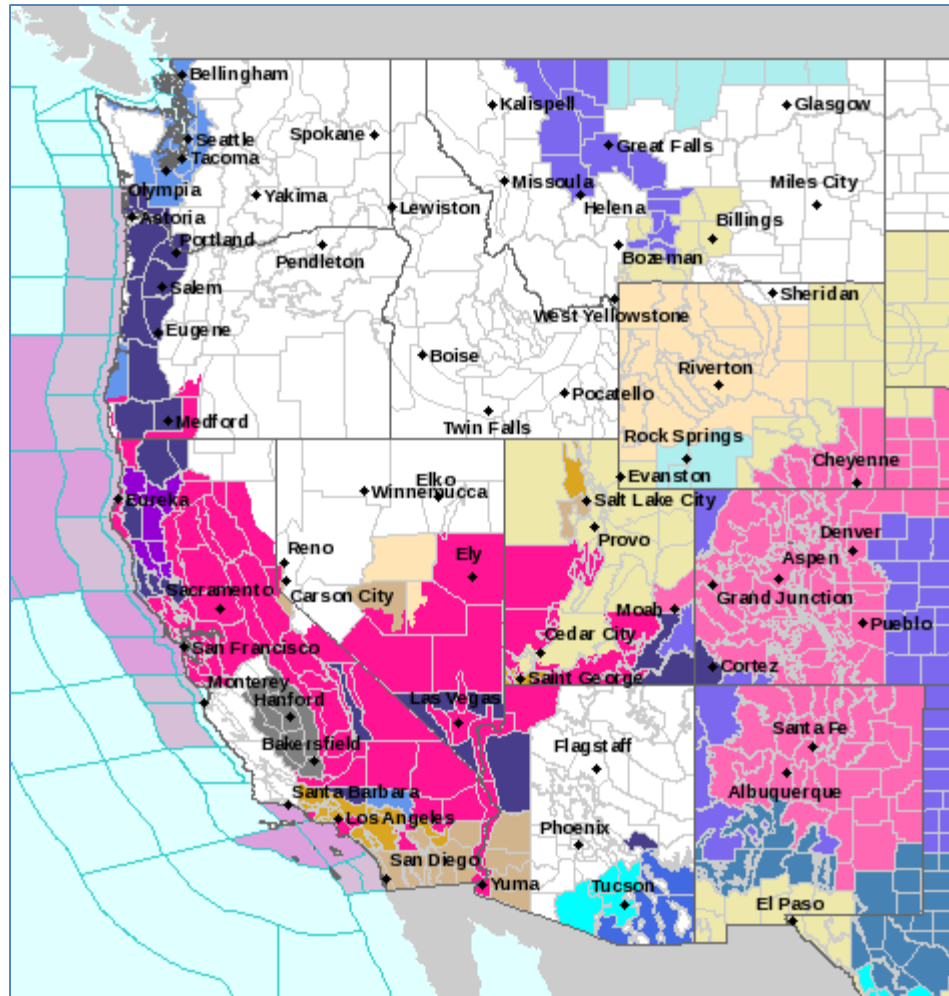 Bellingham
Kalispell
Glasgow
Seattle
Spokane
Great Falls
Tacoma
Missoula
Miles City
Olympia
Yakima
Lewiston
Helena
Astoria
Billings
Portland
Pendleton
Bozeman
Salem
Sheridan
West Yellowstone
Eugene
Boise
Riverton
Pocatello
Medford
Twin Falls
Rock Springs
Cheyenne
Elko
Evanston
Eureka
Winnemucca
Salt Lake City
Provo
Denver
Reno
Ely
Aspen
Sacramento
Carson City
Moab
Grand Junction
Pueblo
Cedar City
San Francisco
Cortez
Saint George
Monterey
Hanford
Las Vegas
Santa Fe
Bakersfield
Flagstaff
Albuquerque
Santa Barbara
Los Angeles
Phoenix
San Diego
Yuma
Tucson
El Paso